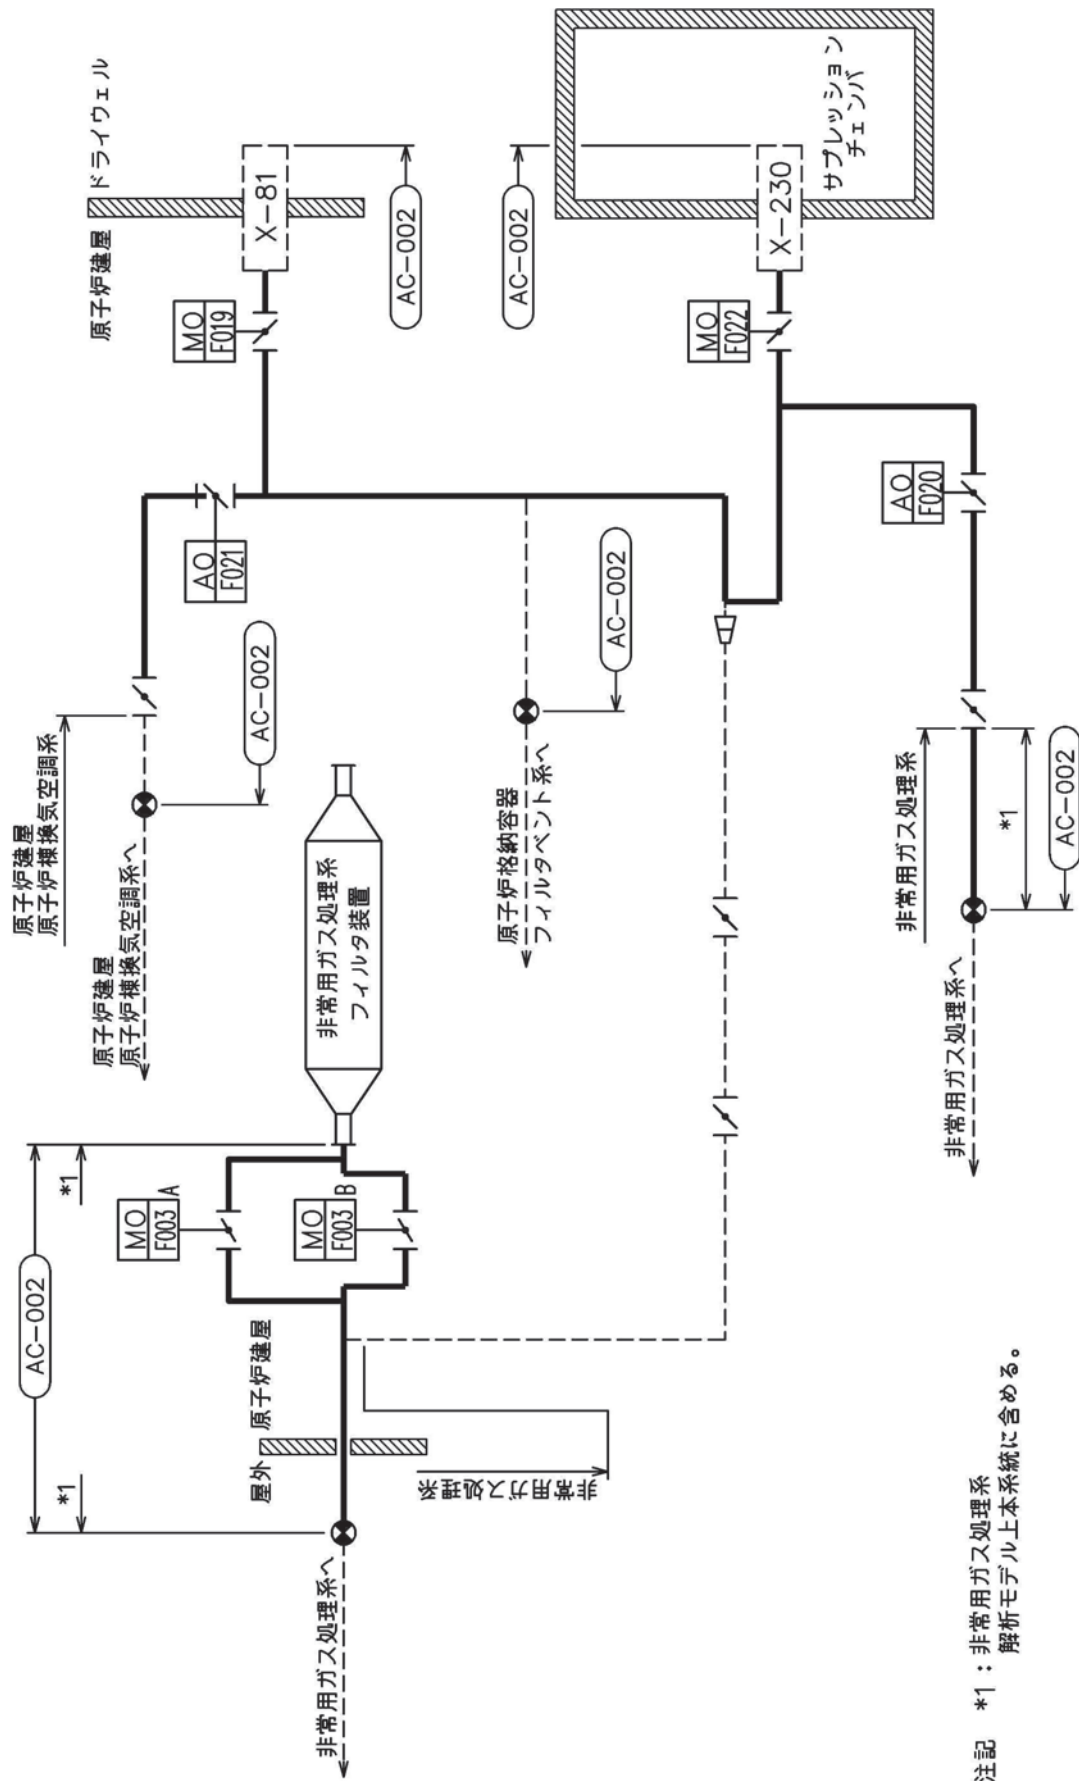 ドライウェル
原子炉建屋
X-81
MO
F019
AC-002
AC-002
サプレッション
チェンバ
X-230
MO
F022
AO
F021
AO
F020
AC-002
AC-002
原子炉建屋
原子炉棟換気空調系
原子炉建屋
原子炉棟換気空調系へ
非常用ガス処理系
フィルタ装置
原子炉格納容器
フィルタベント系へ
非常用ガス処理系
*1
AC-002
非常用ガス処理系へ
AC-002
*1
*1
MO
F003
A
MO
F003
B
屋外
原子炉建屋
非常用ガス処理系
非常用ガス処理系へ
注記 *1：非常用ガス処理系
解析モデル上本系統に含める。